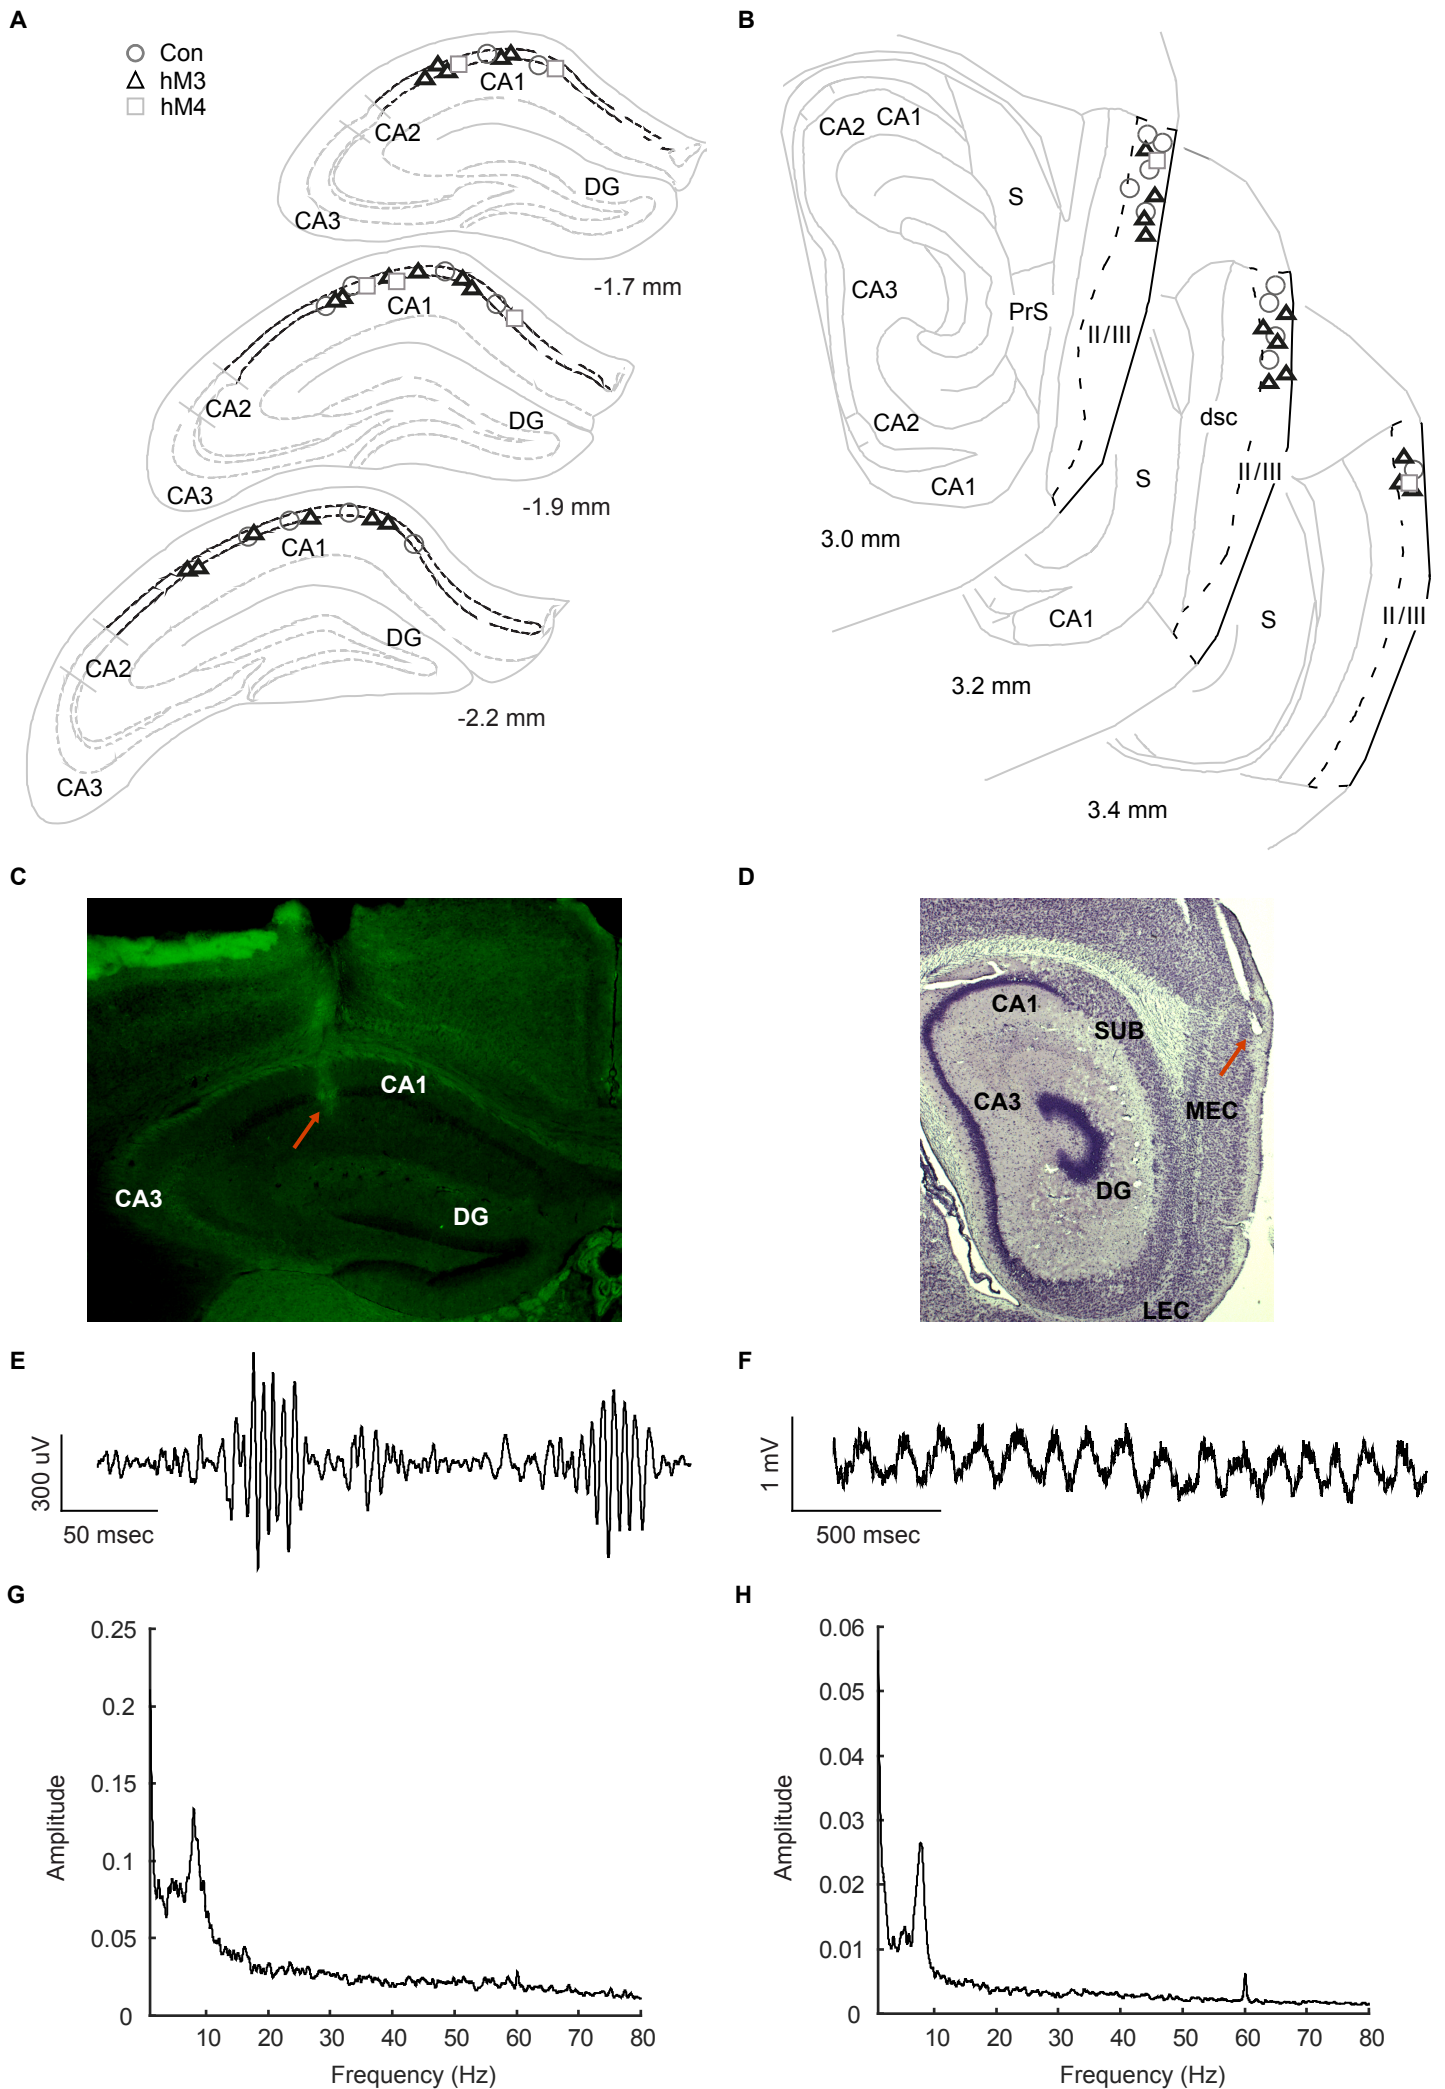 A
Con
hM3
hM4
CA1
CA2
DG
CA3
-1.7 mm
CA1
CA2
DG
CA3
-1.9 mm
CA1
DG
CA2
-2.2 mm
CA3
B
CA2 CA1
S
CA3
PrS
II/III
CA2
CA1
3.0 mm
dsc
II/III
S
CA1
3.2 mm
S
II/III
3.4 mm
C
CA1
CA3
DG
D
CA1
SUB
CA3
MEC
DG
LEC
E
300 uV
50 msec
F
1 mV
500 msec
G
0.25
0.2
0.15
0.1
0.05
0
Amplitude
10 20 30 40 50 60 70 80
Frequency (Hz)
H
0.06
0.05
0.04
0.03
0.02
0.01
0
Amplitude
10 20 30 40 50 60 70 80
Frequency (Hz)